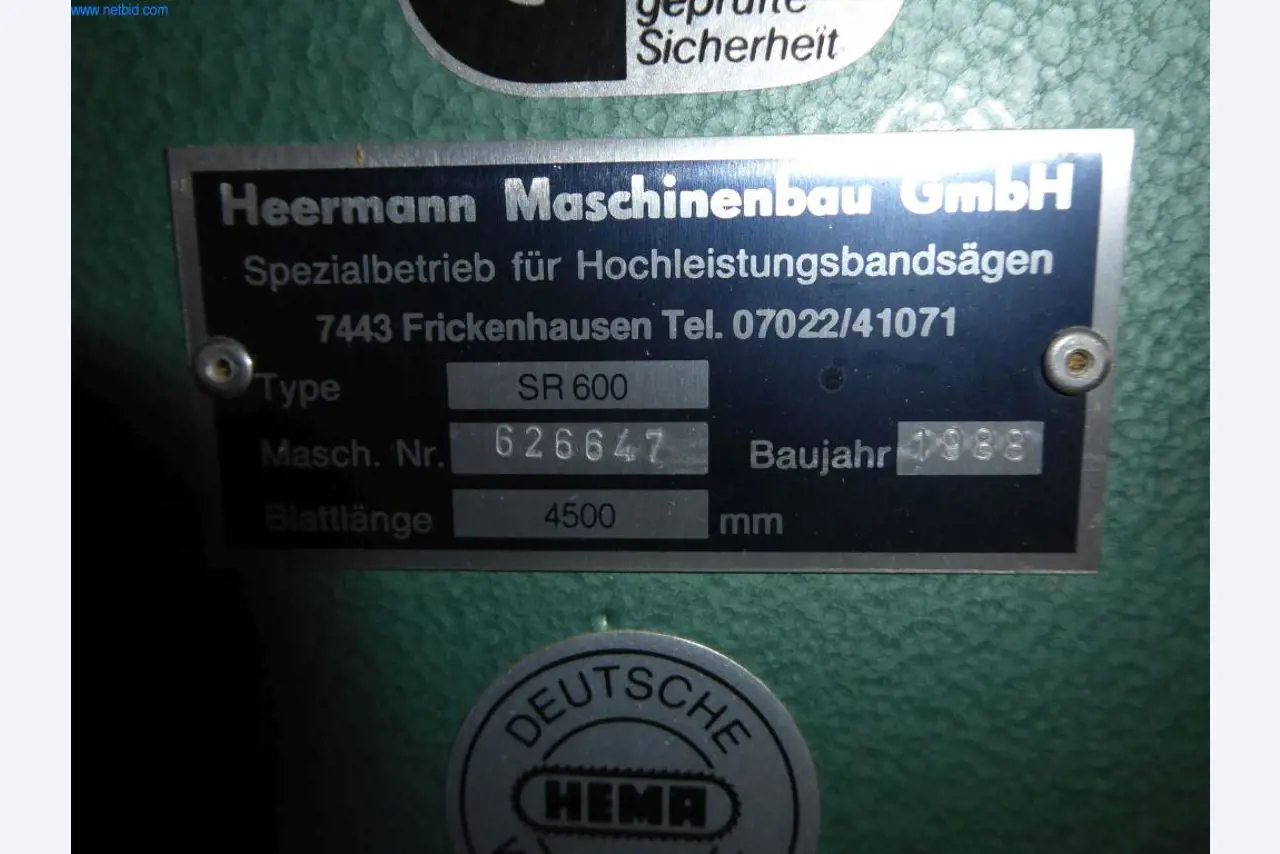 www.netbid.com
geprüfte
Sicherheit
Heermann Maschinenbau GmbH
Spezialbetrieb für Hochleistungsbandsägen
7443 Frickenhausen Tel. 07022/41071
Type SR 600
Masch. Nr. 626647 Baujahr 1988
Blattlänge 4500 mm
DEUTSCHE
HEMA